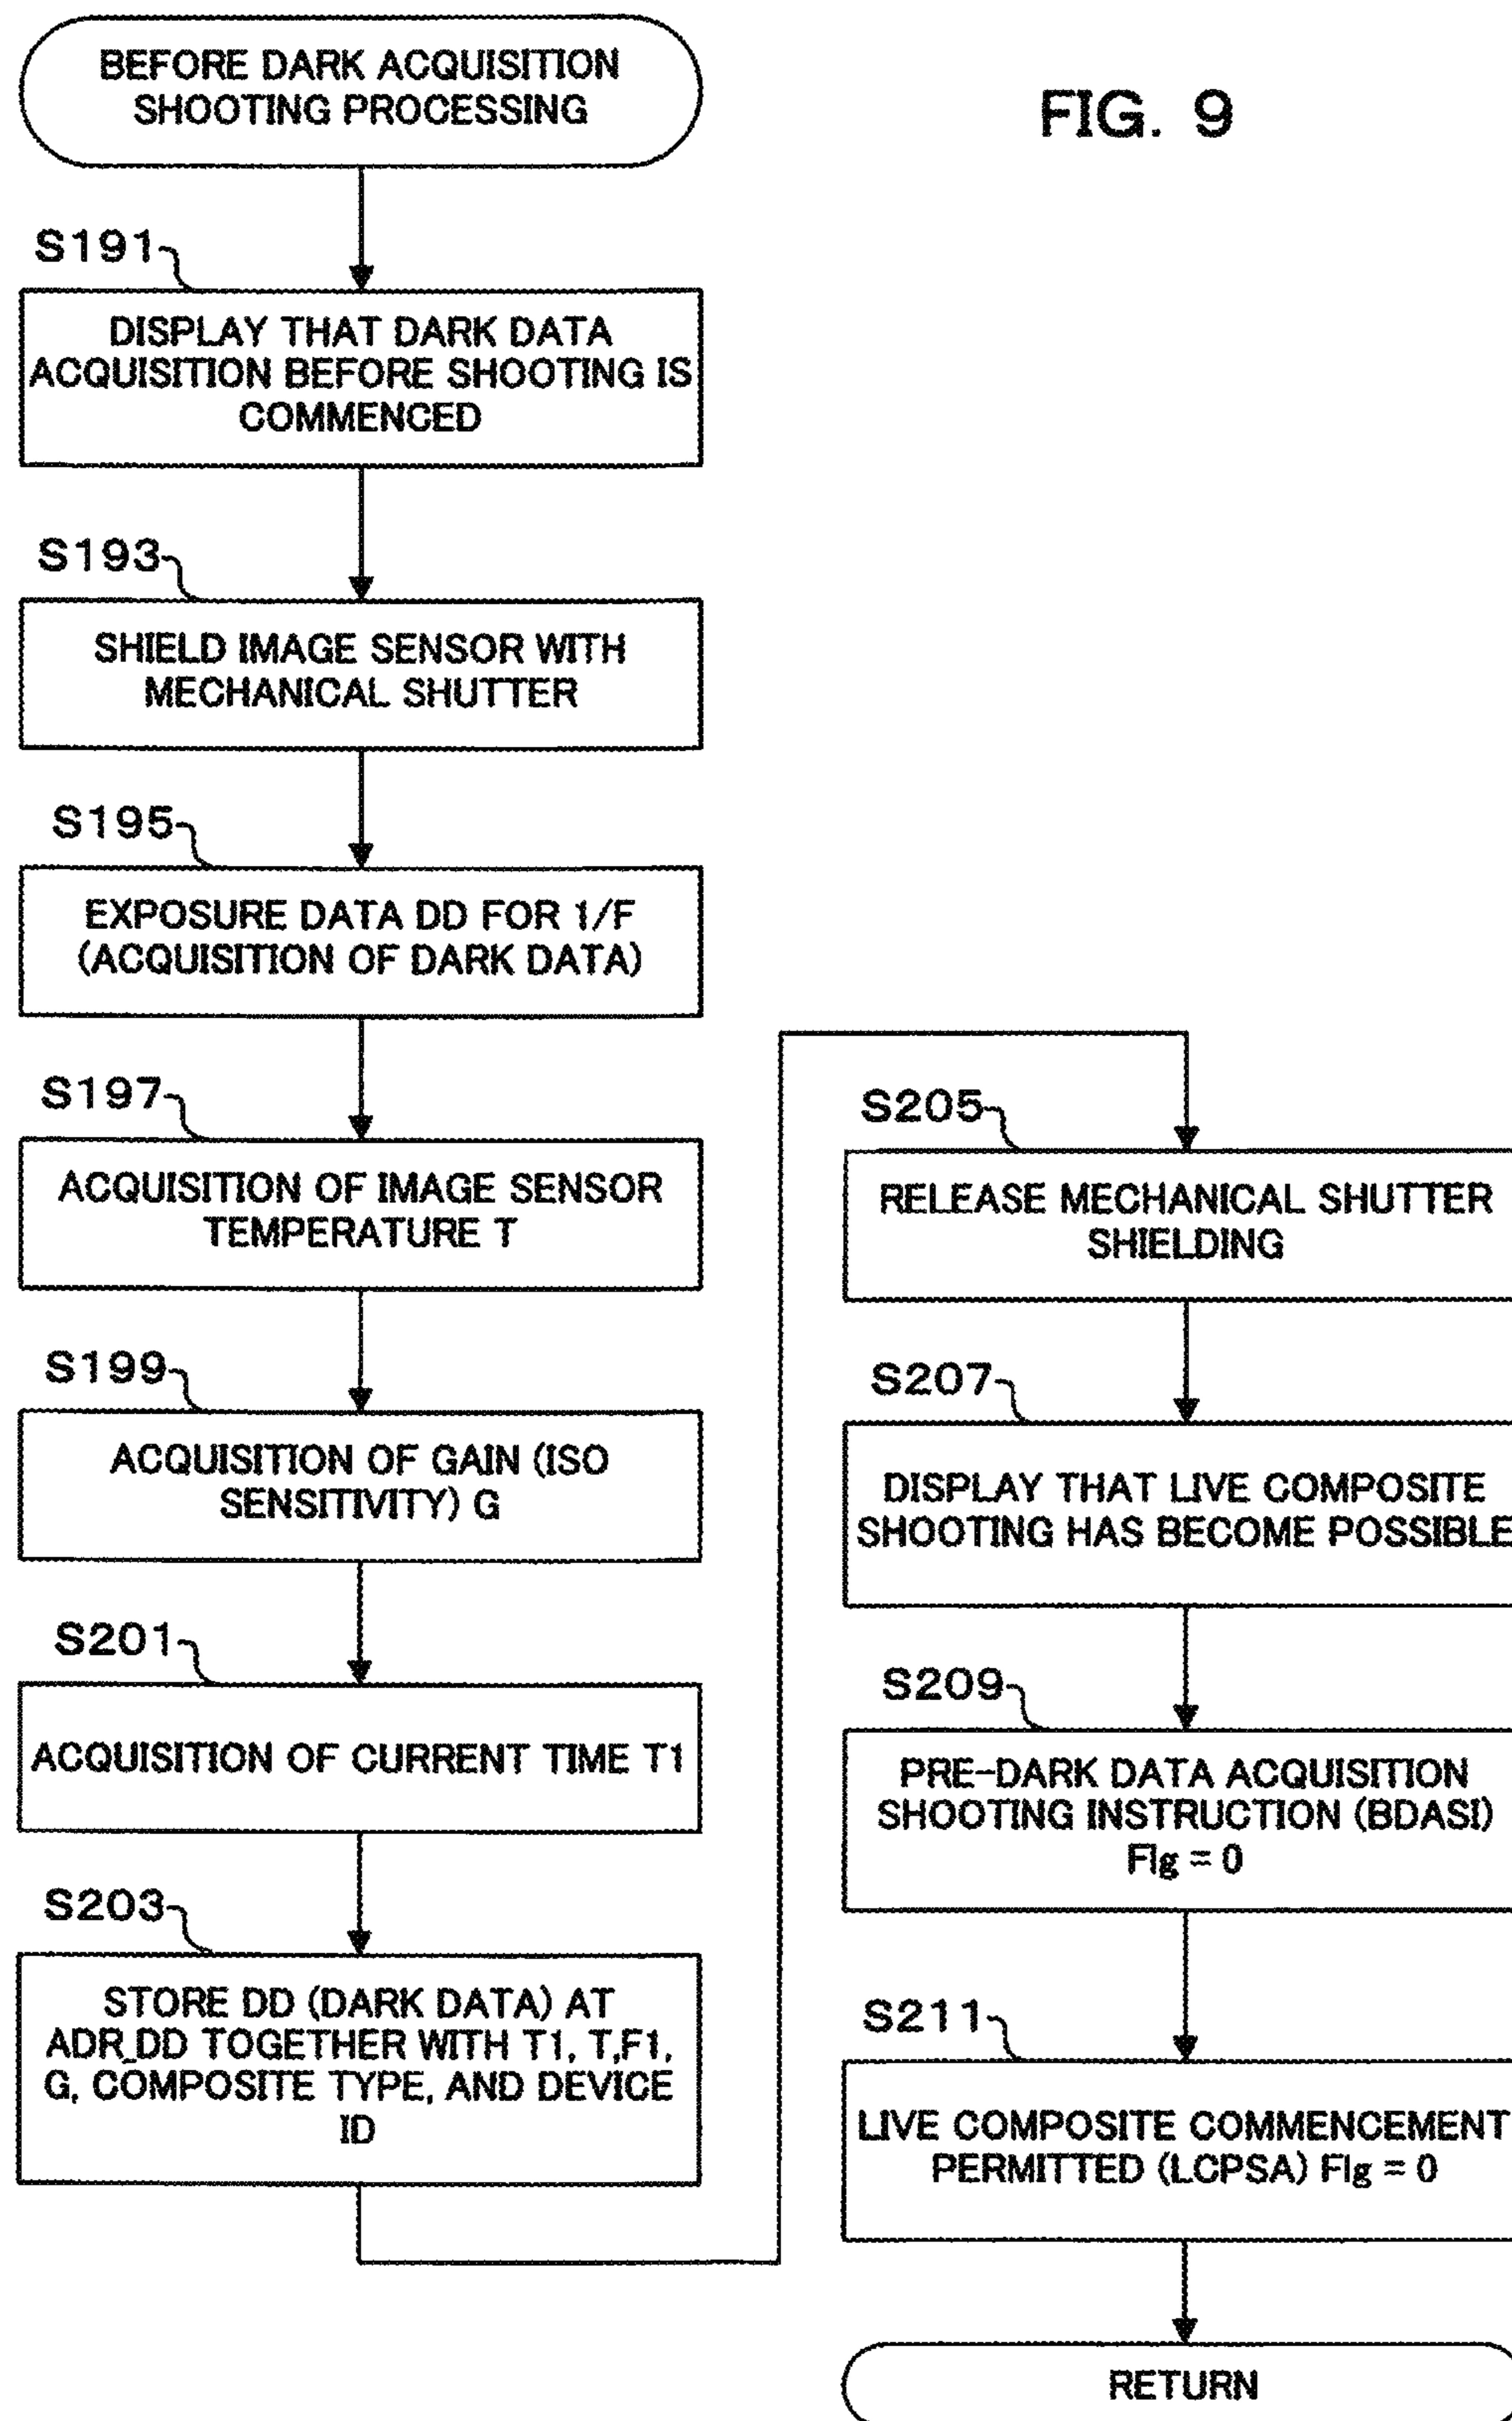 BEFORE DARK ACQUISITION
SHOOTING PROCESSING
FIG. 9
S191
DISPLAY THAT DARK DATA
ACQUISITION BEFORE SHOOTING IS
COMMENCED
S193
SHIELD IMAGE SENSOR WITH
MECHANICAL SHUTTER
S195
EXPOSURE DATA DD FOR 1/F
(ACQUISITION OF DARK DATA)
S197
ACQUISITION OF IMAGE SENSOR
TEMPERATURE T
S199
ACQUISITION OF GAIN (ISO
SENSITIVITY) G
S201
ACQUISITION OF CURRENT TIME T1
S203
STORE DD (DARK DATA) AT
ADR_DD TOGETHER WITH T1, T,F1,
G, COMPOSITE TYPE, AND DEVICE
ID
S205
RELEASE MECHANICAL SHUTTER
SHIELDING
S207
DISPLAY THAT LIVE COMPOSITE
SHOOTING HAS BECOME POSSIBLE
S209
PRE-DARK DATA ACQUISITION
SHOOTING INSTRUCTION (BDASI)
Flg = 0
S211
LIVE COMPOSITE COMMENCEMENT
PERMITTED (LCPSA) Flg = 0
RETURN